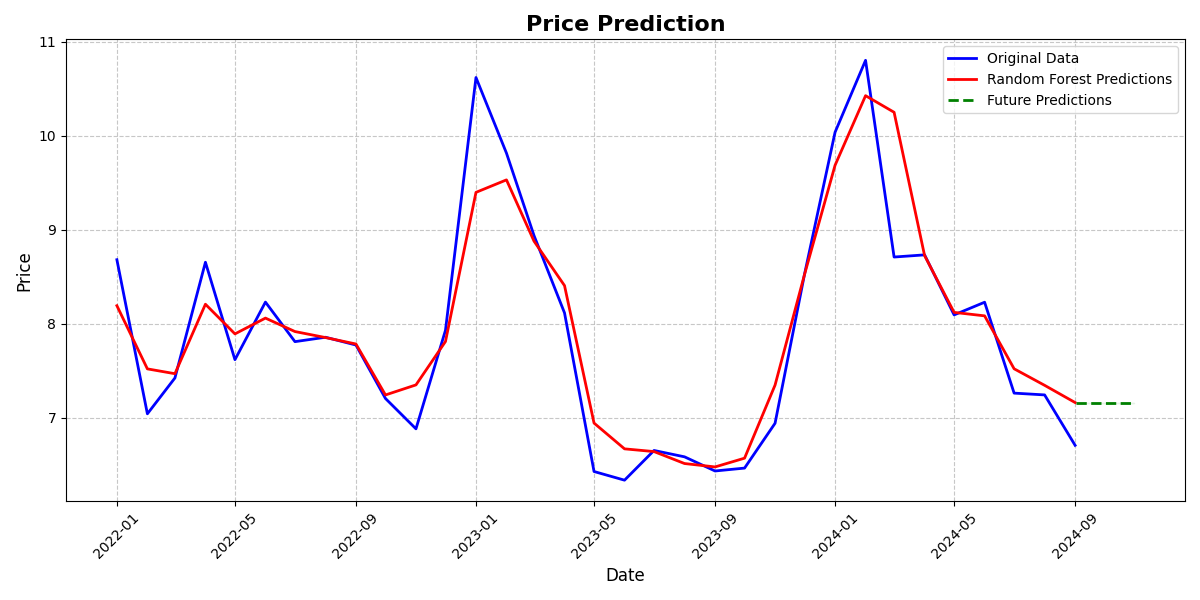 Price Prediction
Original Data
Random Forest Predictions
Future Predictions
Price
11
10
9
8
7
2022-01
2022-05
2022-09
2023-01
2023-05
2023-09
2024-01
2024-05
2024-09
Date